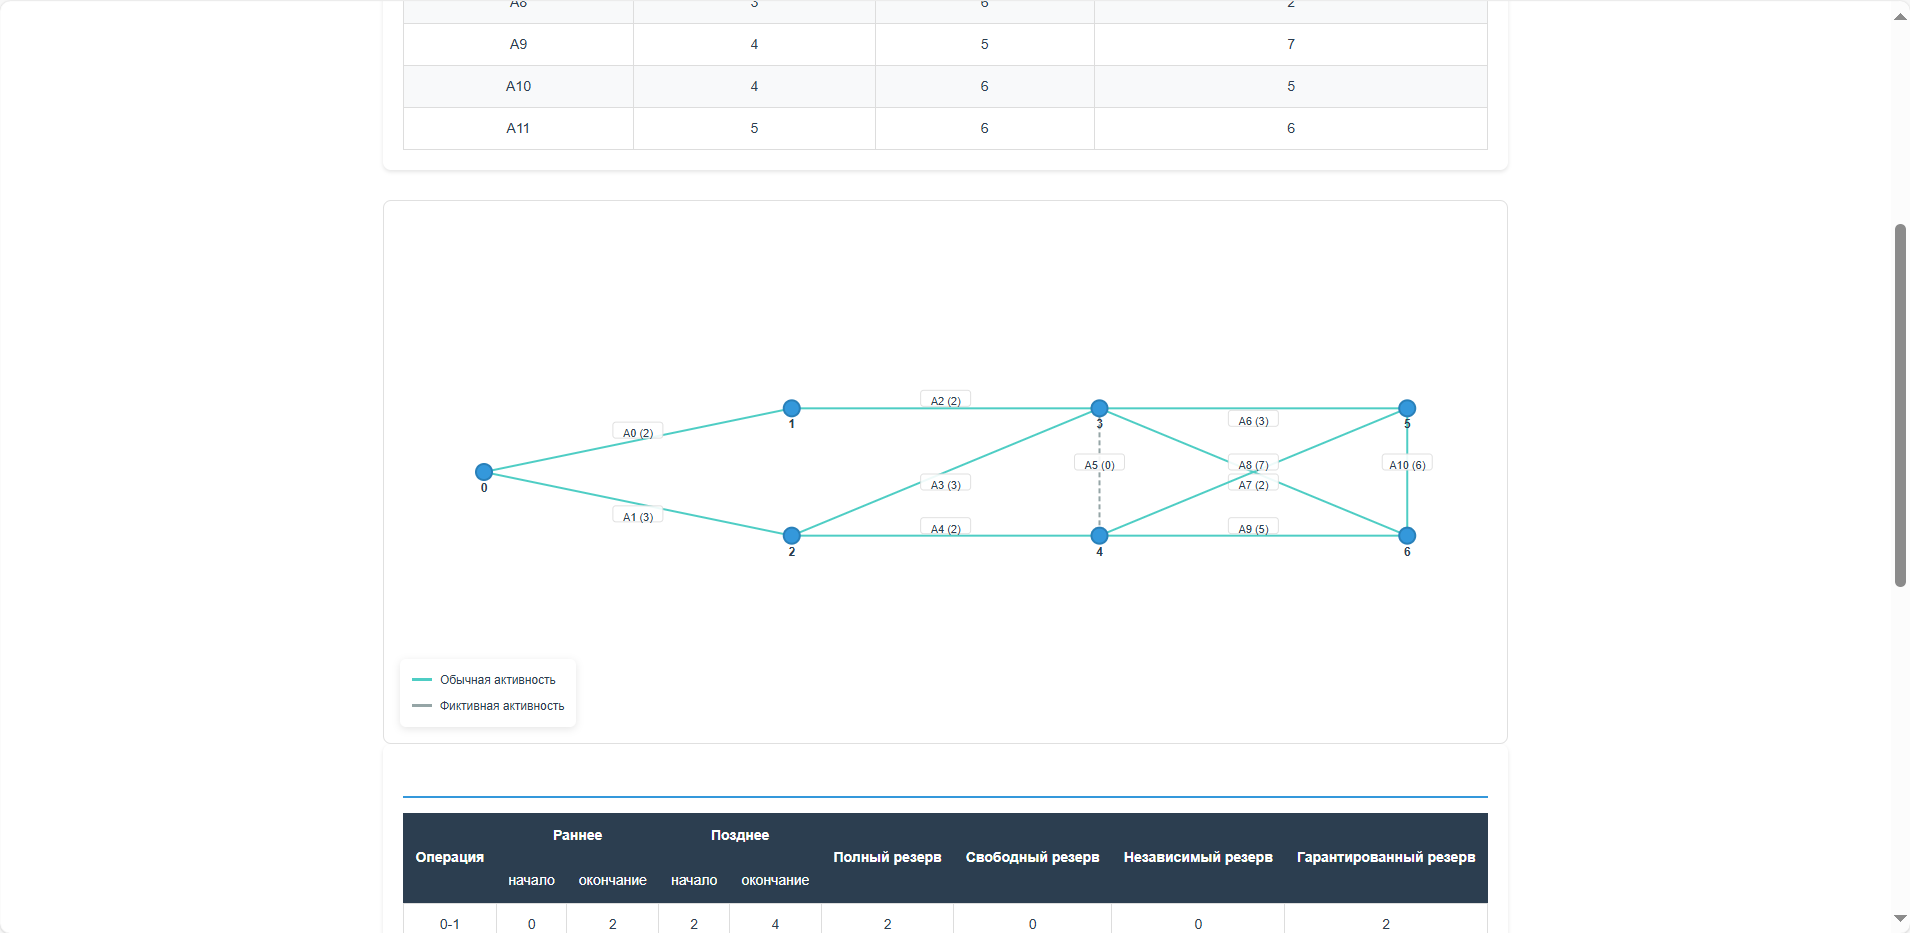 A8 3 6 2
A9 4 5 7
A10 4 6 5
A11 5 6 6
A2 (2)
1
3
A6 (3)
5
A0 (2)
A5 (0)
A8 (7)
A10 (6)
0
A3 (3)
A7 (2)
A1 (3)
A4 (2)
A9 (5)
2
4
6
Обычная активность
Фиктивная активность
Раннее Позднее
Операция Полный резерв Свободный резерв Независимый резерв Гарантированный резерв
начало окончание начало окончание
0-1 0 2 2 4 2 0 0 2